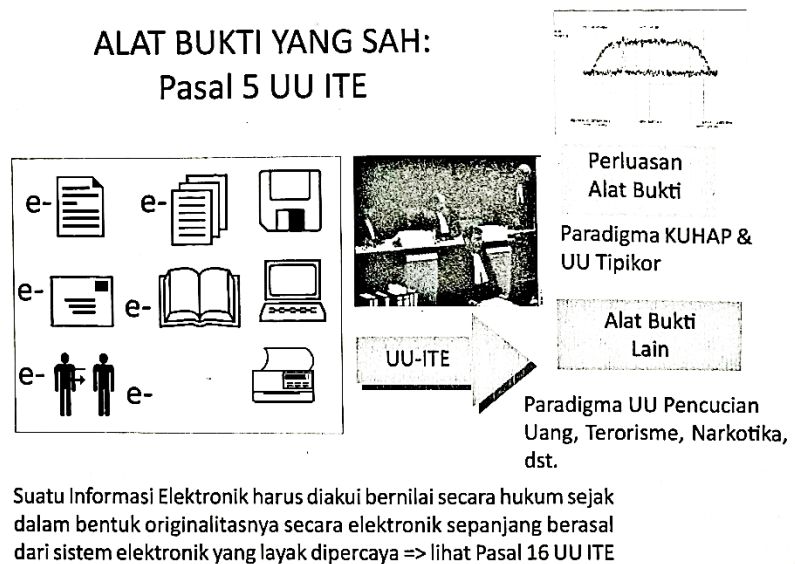 ALAT BUKTI YANG SAH:
Pasal 5 UU ITE
e-
e-
e-
e-
e-
e-
UU-ITE
Perluasan
Alat Bukti
Paradigma KUHAP &
UU Tipikor
Alat Bukti
Lain
Paradigma UU Pencucian
Uang, Terorisme, Narkotika,
dst.
Suatu Informasi Elektronik harus diakui bernilai secara hukum sejak
dalam bentuk originalitasnya secara elektronik sepanjang berasal
dari sistem elektronik yang layak dipercaya => lihat Pasal 16 UU ITE